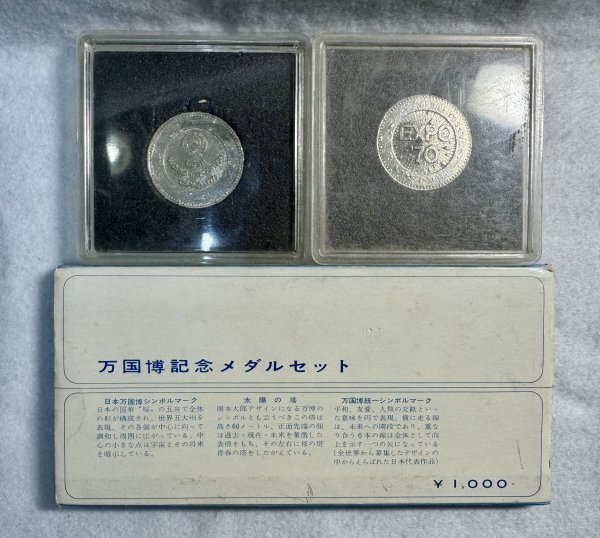 EXPO
'70
万国博記念メダルセット
日本万国博シンボルマーク
日本の国華“桜”の五弁で全体
の形が構成され、世界五大州を
表現。その各個が中心に向って
調和し周囲に広がっている。中
心の小さな点は宇宙とその将来
を暗示している。
太陽の塔
岡本太郎デザインになる万博の
シンボルとも云うべきこの塔は
高さ60メートル。正面先端の顔
は過去・現在・未来を象徴した
表情をもち、その左右に母の塔
青春の塔をしたがえている。
万国博統一シンボルマーク
平和、友愛、人類の交歓といっ
た意味を円で表現、横に走る線
は、未来への階段であり、重な
り合う6本の線は全体として向
上を示す一つの矢になっている
(全世界から募集したデザインの
中からえらばれた日本代表作品)
￥1,000